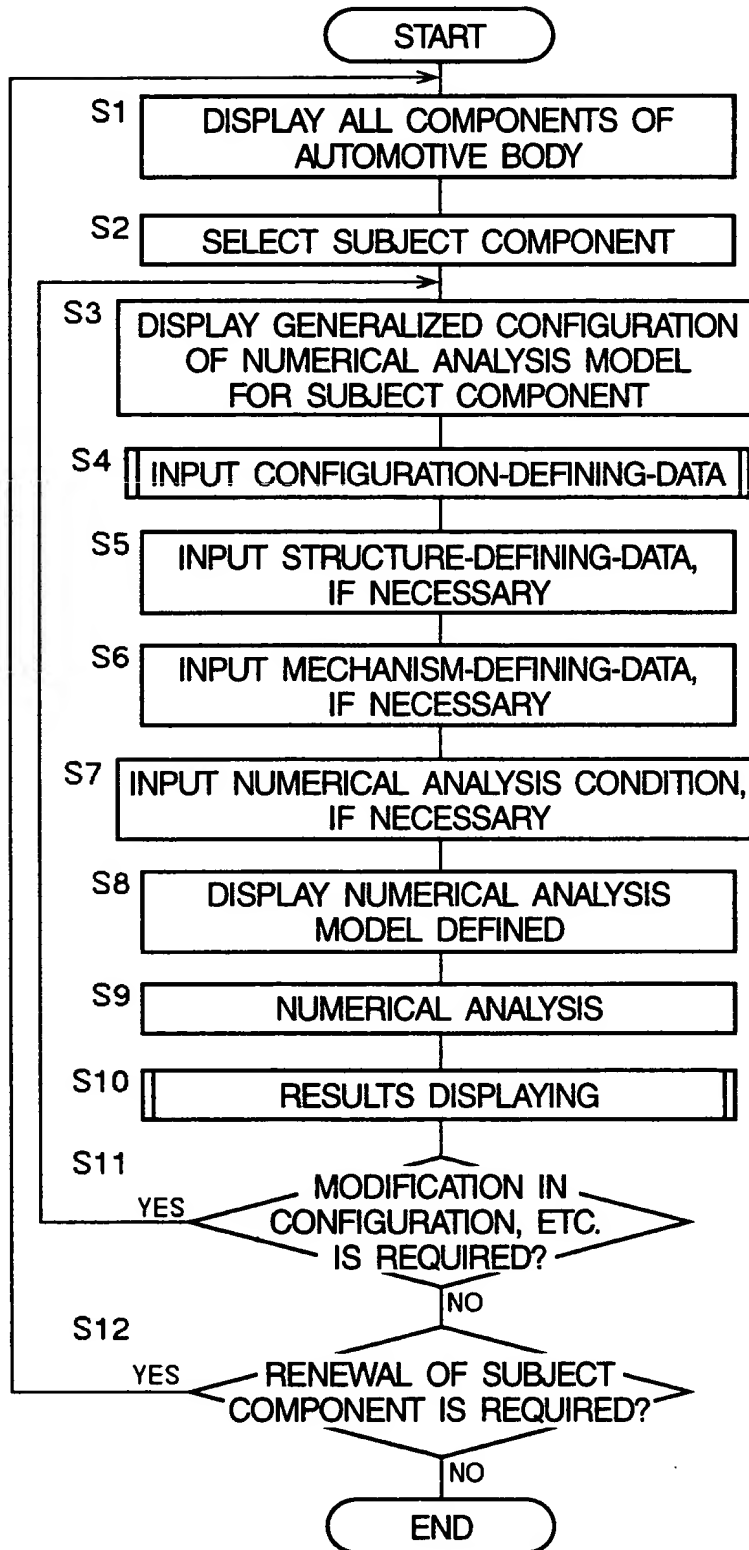 START
S1
DISPLAY ALL COMPONENTS OF
AUTOMOTIVE BODY
S2
SELECT SUBJECT COMPONENT
S3
DISPLAY GENERALIZED CONFIGURATION
OF NUMERICAL ANALYSIS MODEL
FOR SUBJECT COMPONENT
S4
INPUT CONFIGURATION-DEFINING-DATA
S5
INPUT STRUCTURE-DEFINING-DATA,
IF NECESSARY
S6
INPUT MECHANISM-DEFINING-DATA,
IF NECESSARY
S7
INPUT NUMERICAL ANALYSIS CONDITION,
IF NECESSARY
S8
DISPLAY NUMERICAL ANALYSIS
MODEL DEFINED
S9
NUMERICAL ANALYSIS
S10
RESULTS DISPLAYING
S11
YES
MODIFICATION IN
CONFIGURATION, ETC.
IS REQUIRED?
NO
S12
YES
RENEWAL OF SUBJECT
COMPONENT IS REQUIRED?
NO
END